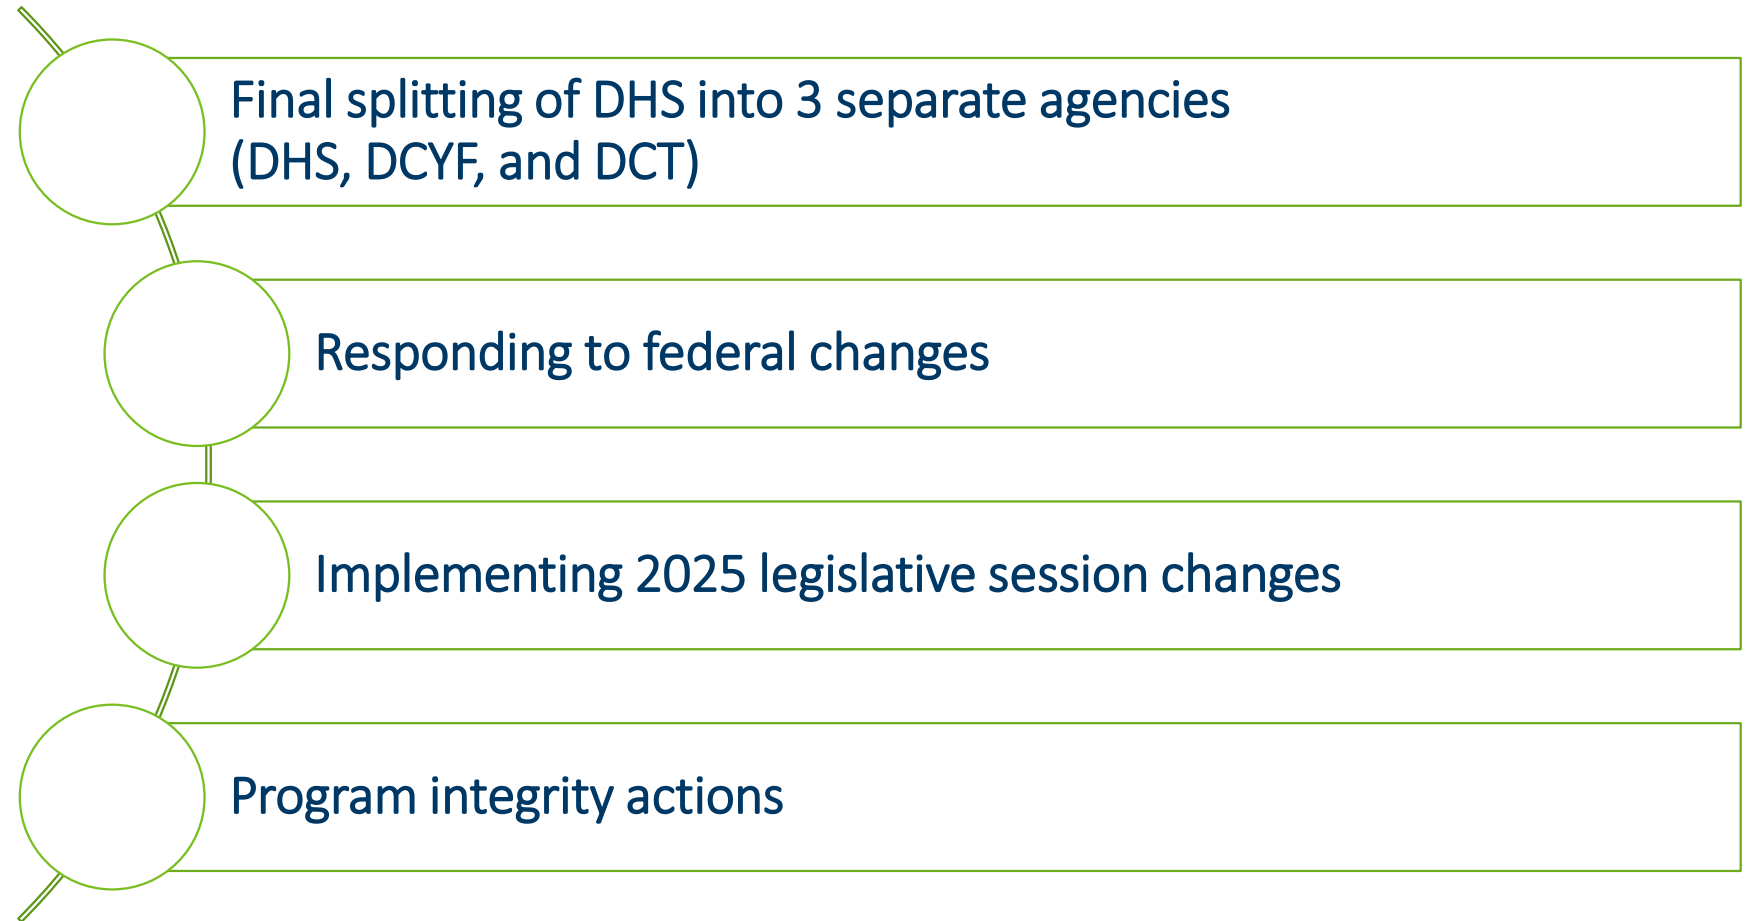 Final splitting of DHS into 3 separate agencies
(DHS, DCYF, and DCT)
Responding to federal changes
Implementing 2025 legislative session changes
Program integrity actions